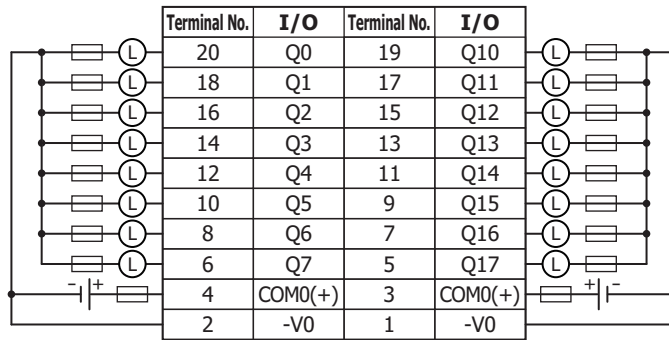 Terminal No. I/O Terminal No. I/O
L 20 Q0 19 Q10 L
L 18 Q1 17 Q11 L
L 16 Q2 15 Q12 L
L 14 Q3 13 Q13 L
L 12 Q4 11 Q14 L
L 10 Q5 9 Q15 L
L 8 Q6 7 Q16 L
L 6 Q7 5 Q17 L
- + 4 COM0(+) 3 COM0(+) + -
2 -V0 1 -V0